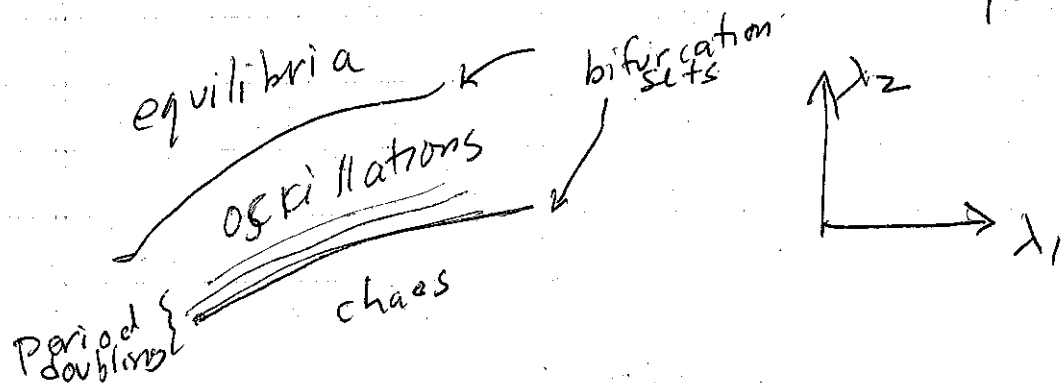 equilibria
bifurcation
sets
oscillations
λ2
λ1
chaos
Period
doubling